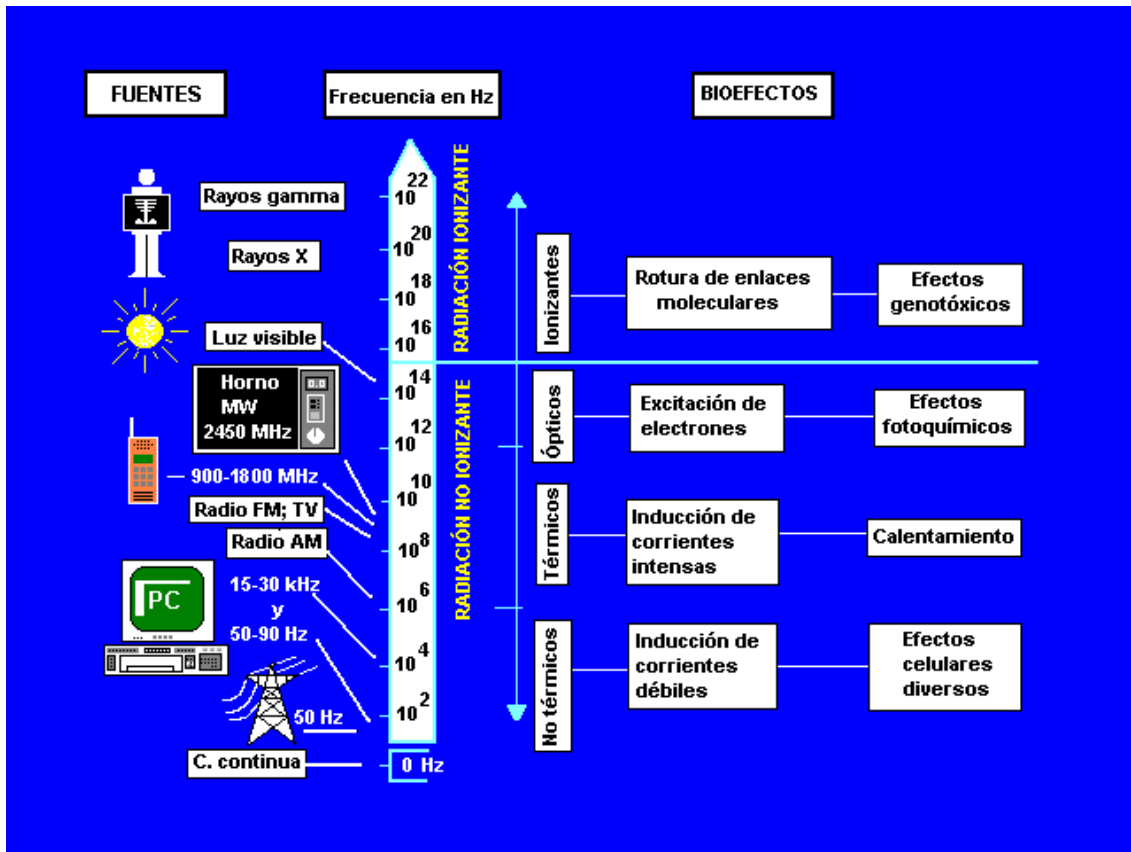 FUENTES
Frecuencia en Hz
BIOEFECTOS
Rayos gamma
Rayos X
Luz visible
Horno
MW
2450 MHz
0.0
900-1800 MHz
Radio FM; TV
Radio AM
PC
15-30 kHz
y
50-90 Hz
50 Hz
C. continua
10^22
10^20
10^18
10^16
10^14
10^12
10^10
10^8
10^6
10^4
10^2
0 Hz
RADIACIÓN IONIZANTE
RADIACIÓN NO IONIZANTE
Ionizantes
Rotura de enlaces
moleculares
Efectos
genotóxicos
Ópticos
Excitación de
electrones
Efectos
fotoquímicos
Térmicos
Inducción de
corrientes
intensas
Calentamiento
No térmicos
Inducción de
corrientes
débiles
Efectos
celulares
diversos